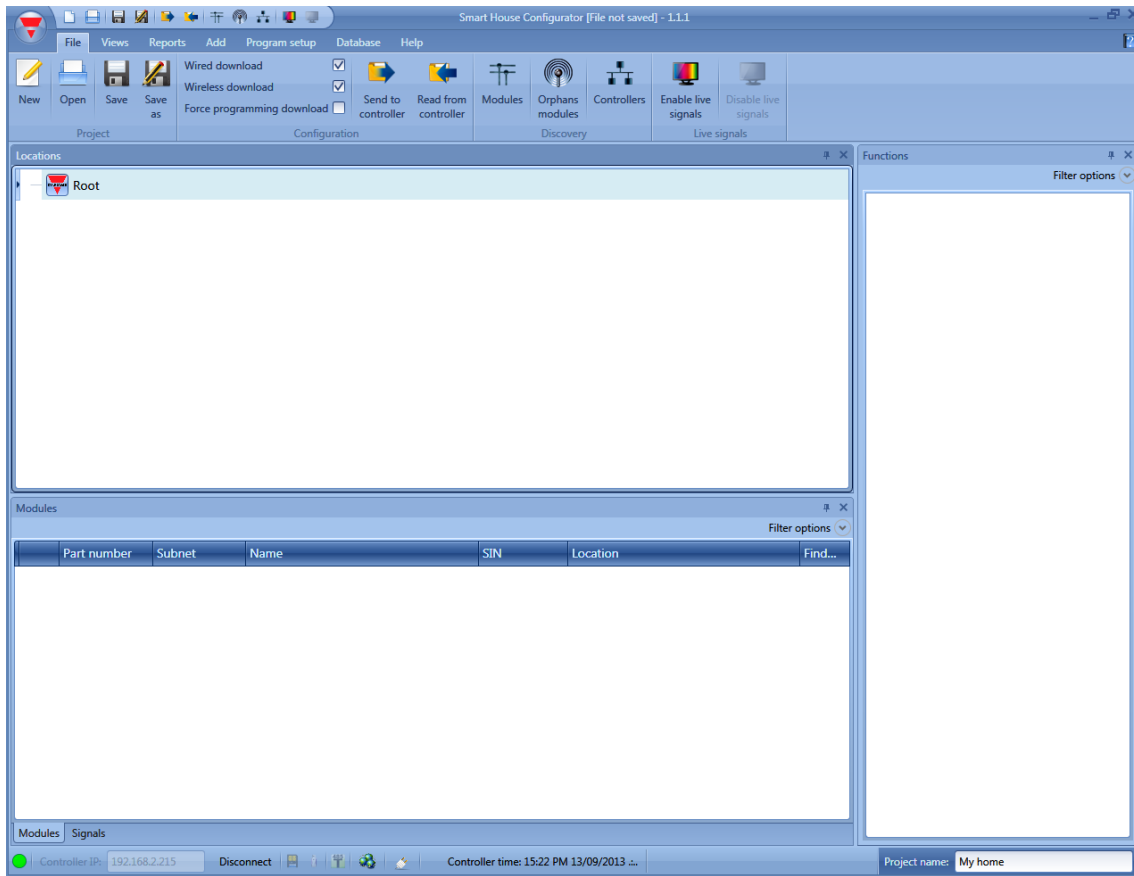 Smart House Configurator [File not saved] - 1.1.1
File Views Reports Add Program setup Database Help
Wired download
Wireless download
Force programming download
New Open Save Save as Send to controller Read from controller Modules Orphans modules Controllers Enable live signals Disable live signals
Project Configuration Discovery Live signals
Locations
Root
Functions
Filter options
Modules
Filter options
Part number Subnet Name SIN Location Find...
Modules Signals
Controller IP: 192.168.2.215 Disconnect Controller time: 15:22 PM 13/09/2013 ...
Project name: My home